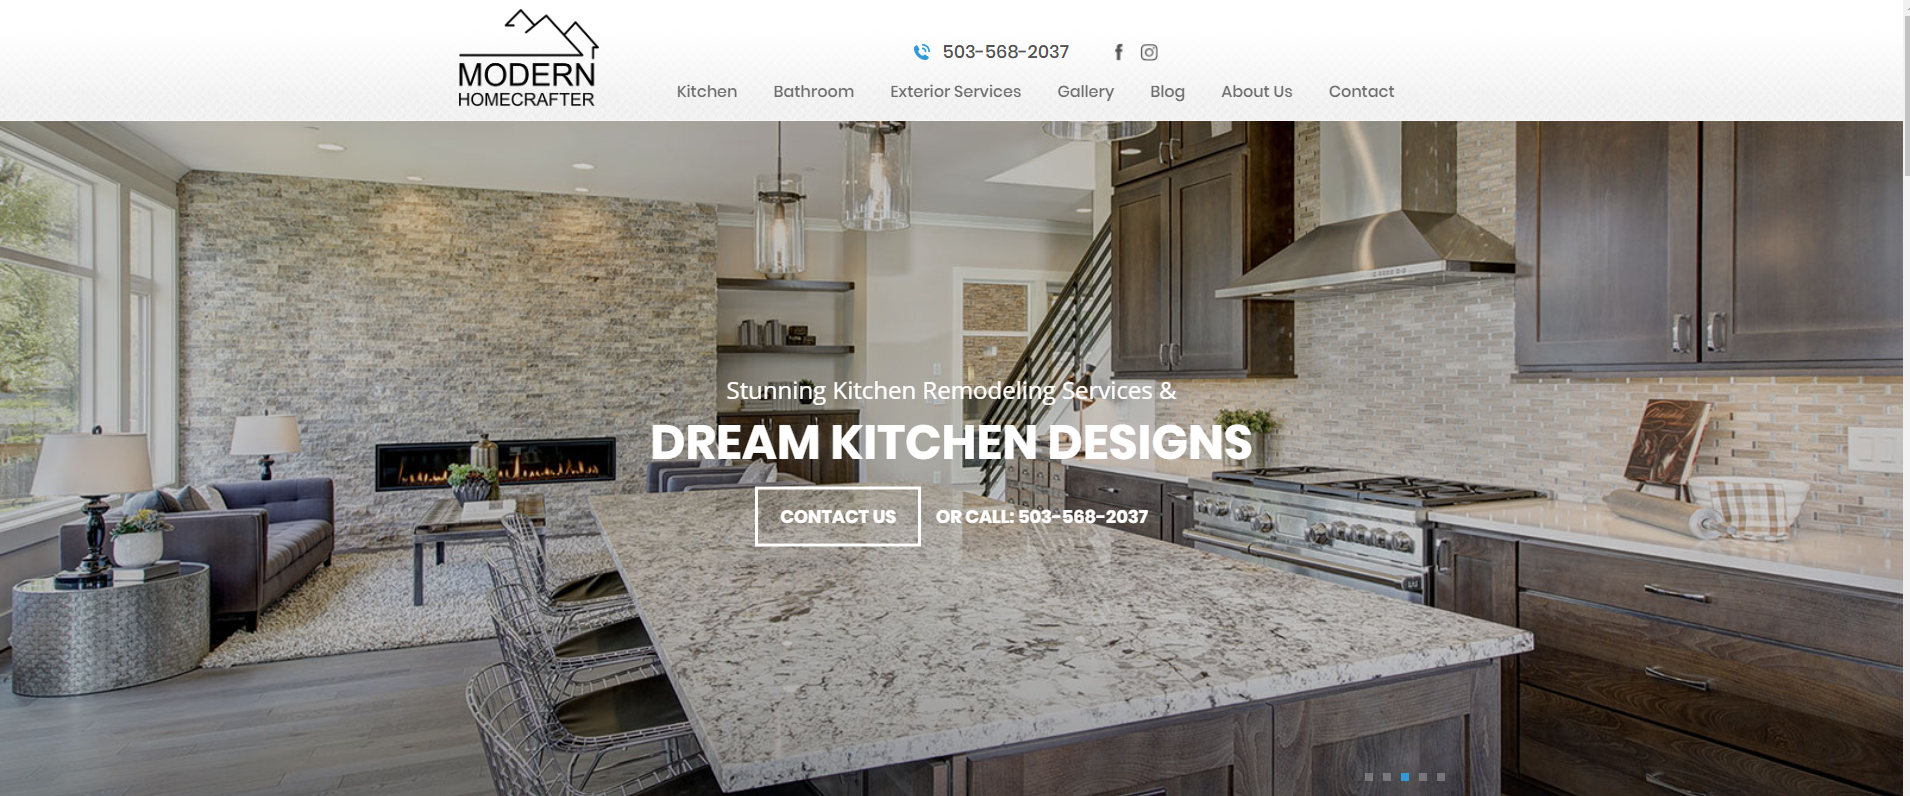 MODERN
HOMECRAFTER
503-568-2037
Kitchen Bathroom Exterior Services Gallery Blog About Us Contact
Stunning Kitchen Remodeling Services &
DREAM KITCHEN DESIGNS
CONTACT US OR CALL: 503-568-2037